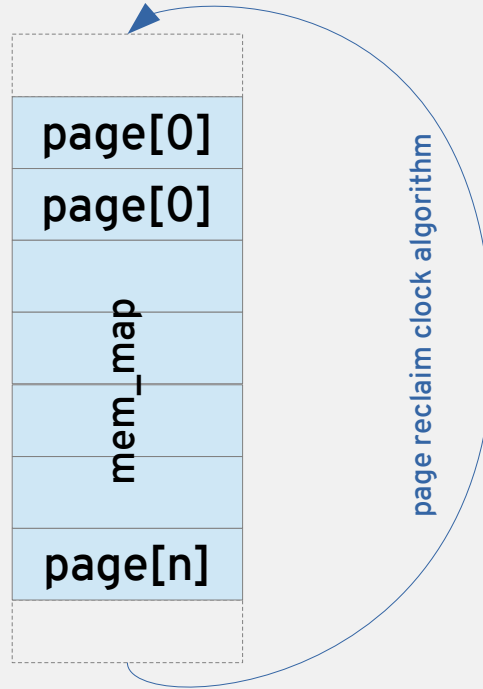 page[0]
page[0]
mem_map
page[n]
page reclaim clock algorithm